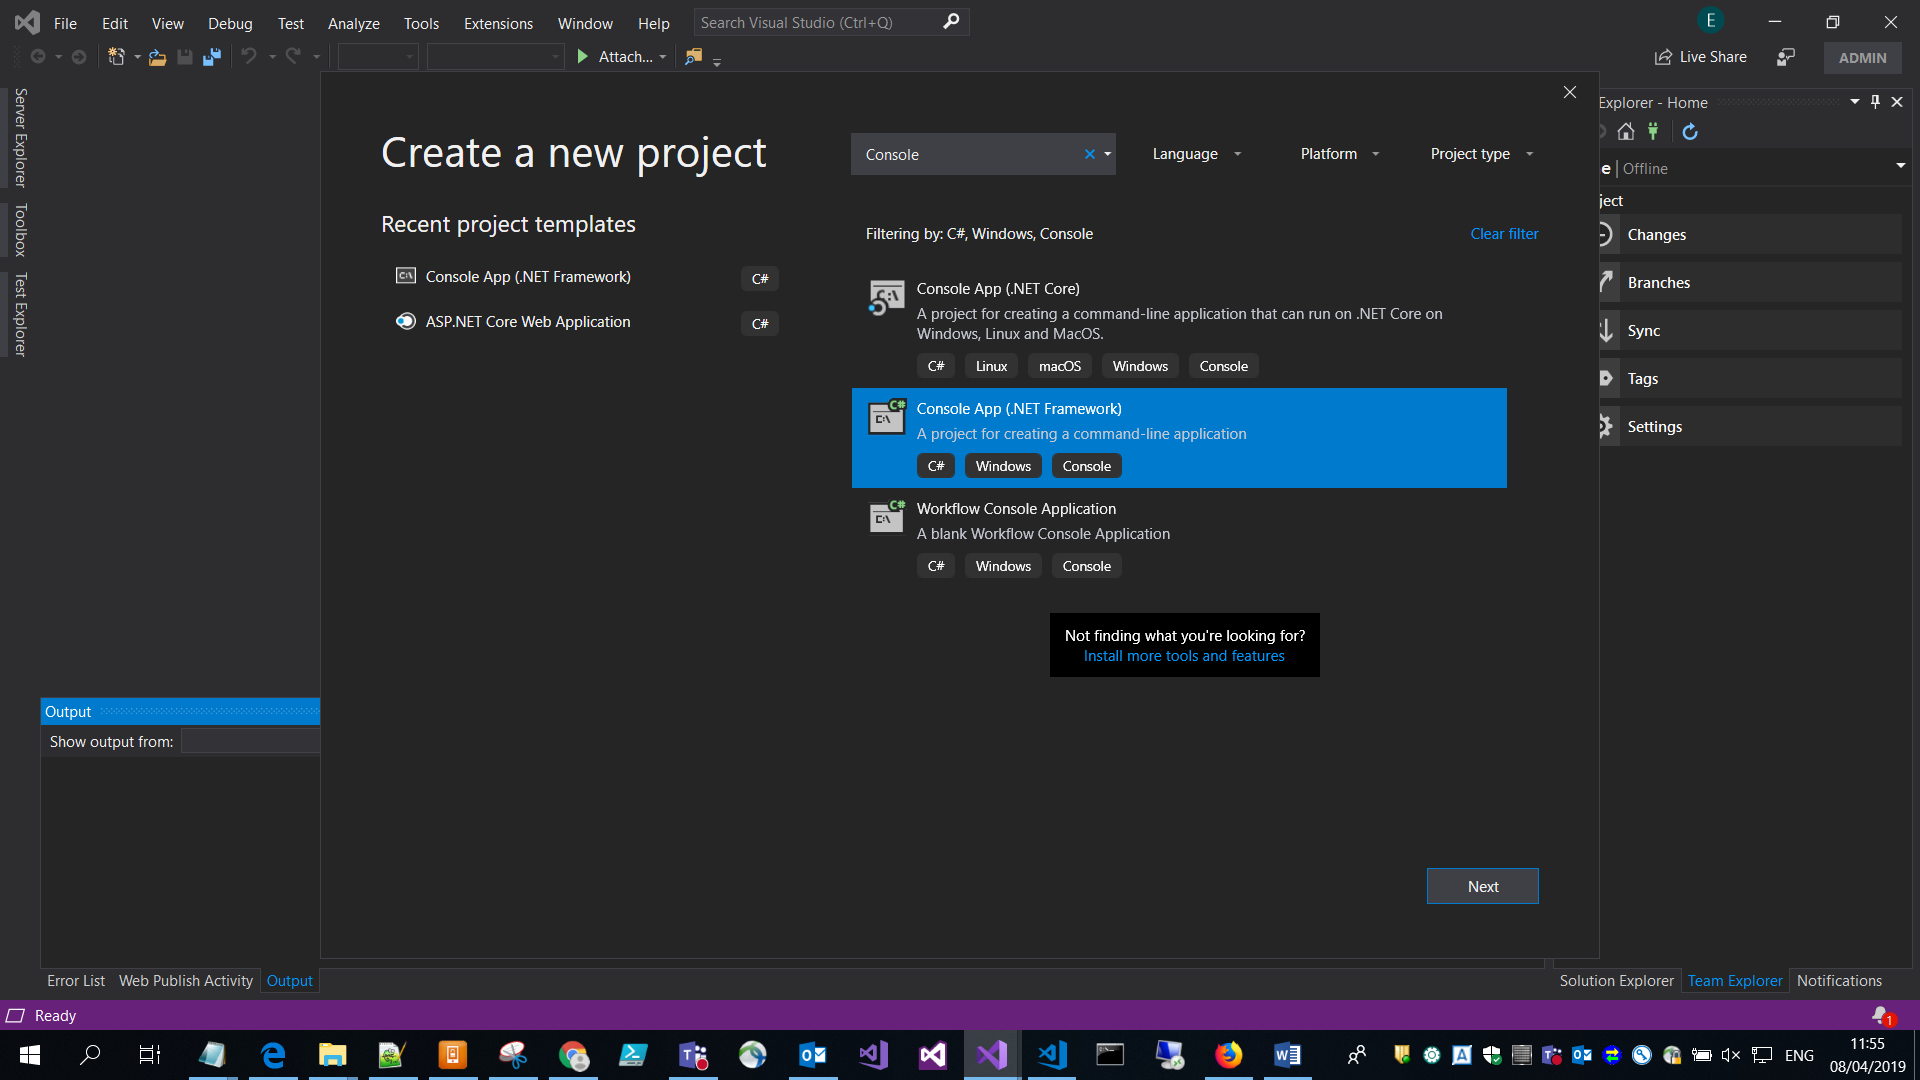 File Edit View Debug Test Analyze Tools Extensions Window Help
Search Visual Studio (Ctrl+Q)
E
Attach...
Live Share
ADMIN
Server Explorer
Toolbox
Test Explorer
Create a new project
Console
Language
Platform
Project type
Recent project templates
Console App (.NET Framework) C#
ASP.NET Core Web Application C#
Filtering by: C#, Windows, Console
Clear filter
Console App (.NET Core)
A project for creating a command-line application that can run on .NET Core on
Windows, Linux and MacOS.
C# Linux macOS Windows Console
C#
Console App (.NET Framework)
A project for creating a command-line application
C# Windows Console
C#
Workflow Console Application
A blank Workflow Console Application
C# Windows Console
Not finding what you're looking for?
Install more tools and features
Next
Explorer - Home
e | Offline
ject
Changes
Branches
Sync
Tags
Settings
Output
Show output from:
Error List Web Publish Activity Output
Solution Explorer Team Explorer Notifications
Ready
1
ENG
11:55
08/04/2019